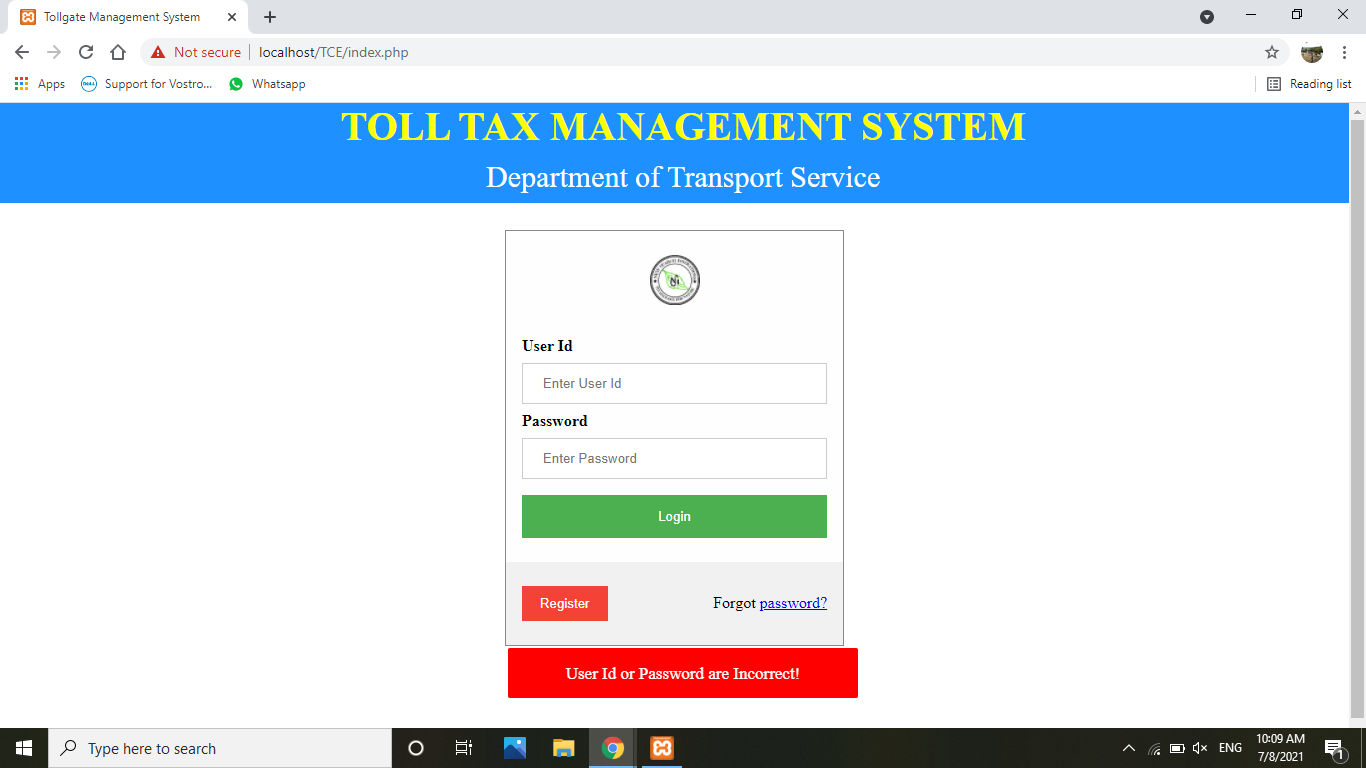 Tollgate Management System
Not secure
localhost/TCE/index.php
Apps
DELL
Support for Vostro...
Whatsapp
Reading list
TOLL TAX MANAGEMENT SYSTEM
Department of Transport Service
User Id
Enter User Id
Password
Enter Password
Login
Register
Forgot password?
User Id or Password are Incorrect!
Type here to search
ENG
10:09 AM
7/8/2021
1